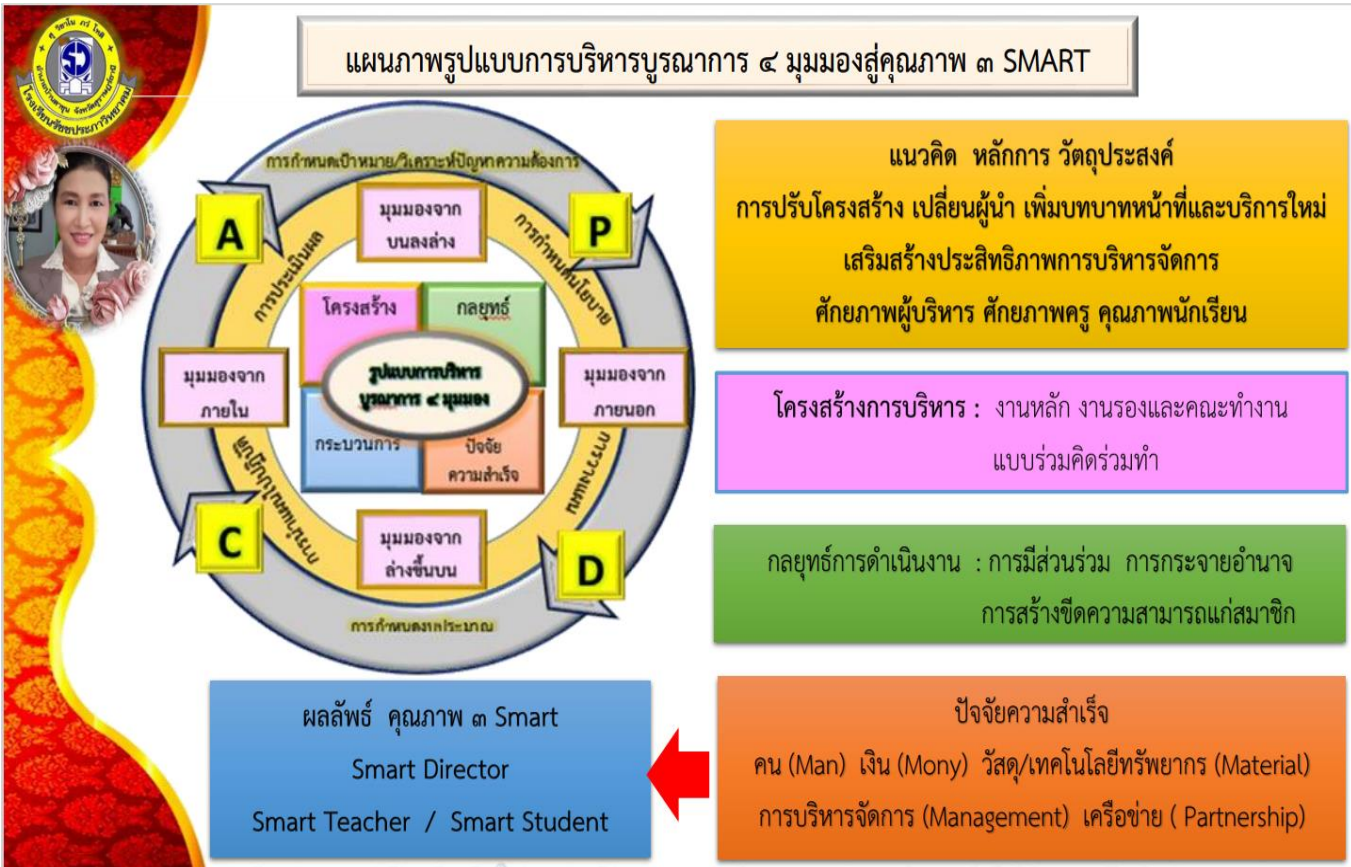 แผนภาพรูปแบบการบริหารบูรณาการ ๔ มุมมองสู่คุณภาพ ๓ SMART
การกำหนดเป้าหมาย/วิเคราะห์ปัญหาความต้องการ
A
P
มุมมองจาก
บนลงล่าง
การประเมินผล
การกำหนดนโยบาย
โครงสร้าง
กลยุทธ์
มุมมองจาก
ภายใน
รูปแบบการบริหาร
บูรณาการ ๔ มุมมอง
มุมมองจาก
ภายนอก
กระบวนการ
ปัจจัย
ความสำเร็จ
การนำแผนไปปฏิบัติ
การวางแผน
C
D
มุมมองจาก
ล่างขึ้นบน
การกำหนดงบประมาณ
แนวคิด หลักการ วัตถุประสงค์
การปรับโครงสร้าง เปลี่ยนผู้นำ เพิ่มบทบาทหน้าที่และบริการใหม่
เสริมสร้างประสิทธิภาพการบริหารจัดการ
ศักยภาพผู้บริหาร ศักยภาพครู คุณภาพนักเรียน
โครงสร้างการบริหาร : งานหลัก งานรองและคณะทำงาน
แบบร่วมคิดร่วมทำ
กลยุทธ์การดำเนินงาน : การมีส่วนร่วม การกระจายอำนาจ
การสร้างขีดความสามารถแก่สมาชิก
ปัจจัยความสำเร็จ
คน (Man) เงิน (Mony) วัสดุ/เทคโนโลยีทรัพยากร (Material)
การบริหารจัดการ (Management) เครือข่าย ( Partnership)
ผลลัพธ์ คุณภาพ ๓ Smart
Smart Director
Smart Teacher / Smart Student